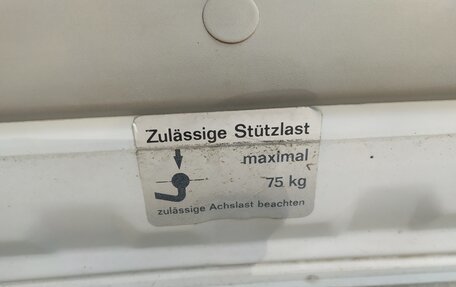 Zulässige Stützlast
maximal
75 kg
zulässige Achslast beachten